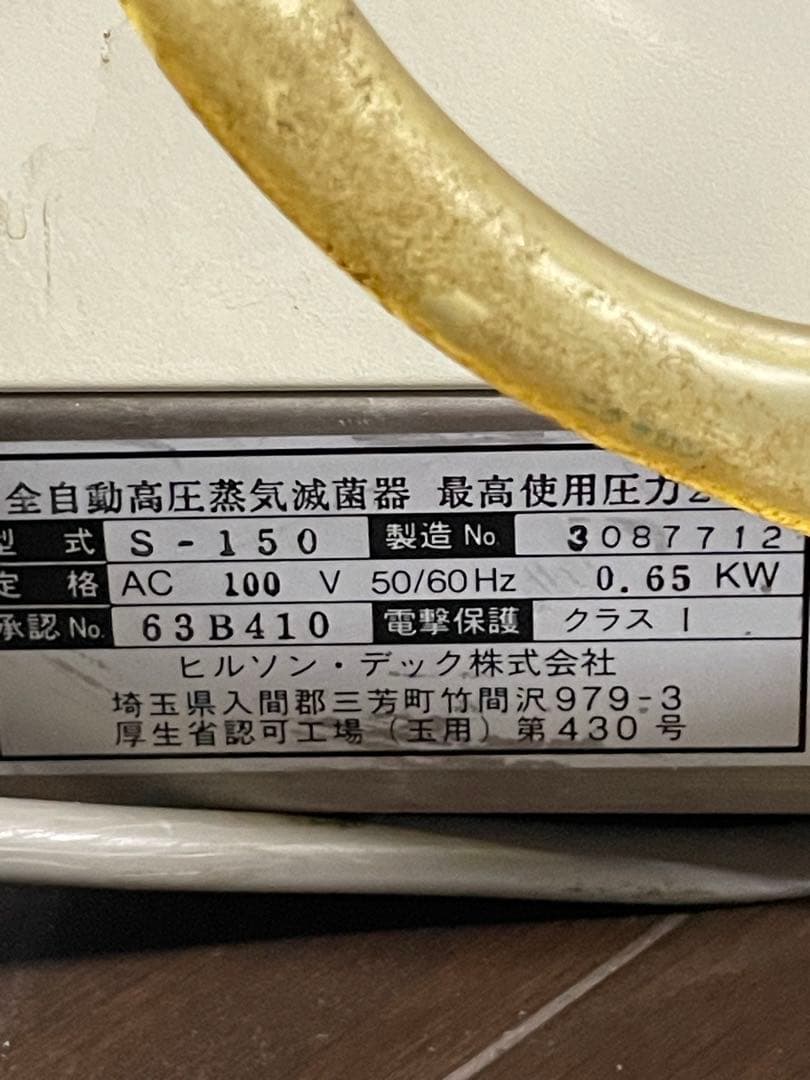 全自動高圧蒸気滅菌器 最高使用圧力
型式 S-150 製造No. 3087712
定格 AC 100 V 50/60Hz 0.65 KW
承認No. 63B410 電撃保護 クラス I
ヒルソン・デック株式会社
埼玉県入間郡三芳町竹間沢979-3
厚生省認可工場(玉用)第430号